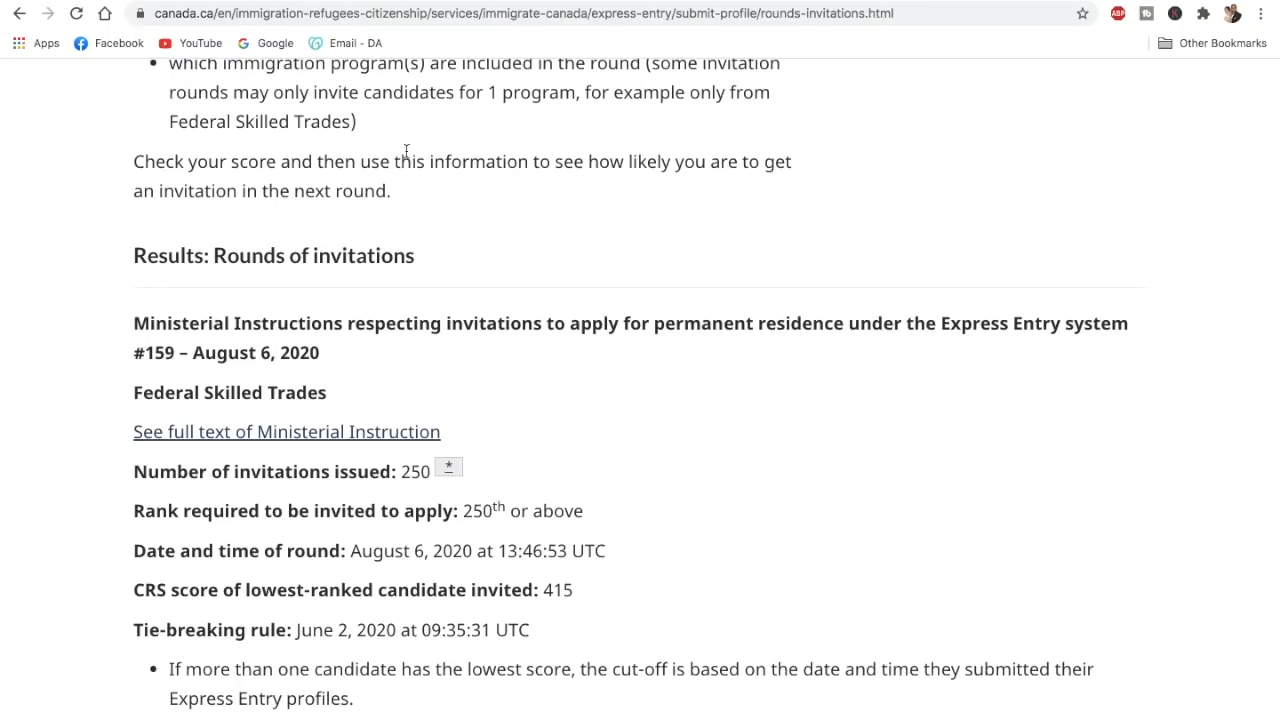 canada.ca/en/immigration-refugees-citizenship/services/immigrate-canada/express-entry/submit-profile/rounds-invitations.html
ABP
Apps Facebook YouTube Google Email - DA Other Bookmarks
• which immigration program(s) are included in the round (some invitation
rounds may only invite candidates for 1 program, for example only from
Federal Skilled Trades)
Check your score and then use this information to see how likely you are to get
an invitation in the next round.
Results: Rounds of invitations
Ministerial Instructions respecting invitations to apply for permanent residence under the Express Entry system
#159 – August 6, 2020
Federal Skilled Trades
See full text of Ministerial Instruction
Number of invitations issued: 250 *
Rank required to be invited to apply: 250th or above
Date and time of round: August 6, 2020 at 13:46:53 UTC
CRS score of lowest-ranked candidate invited: 415
Tie-breaking rule: June 2, 2020 at 09:35:31 UTC
• If more than one candidate has the lowest score, the cut-off is based on the date and time they submitted their
Express Entry profiles.